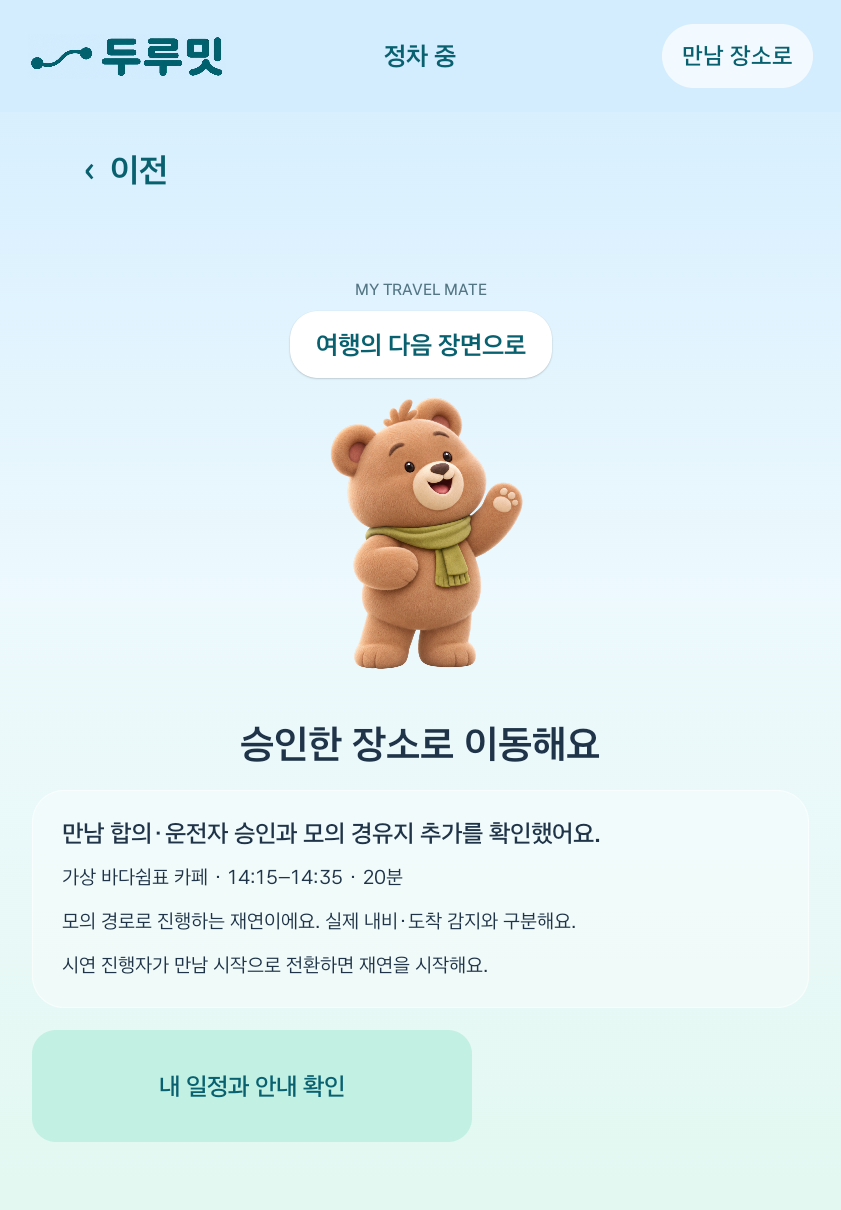 두루밋
정차 중
만남 장소로
‹ 이전
MY TRAVEL MATE
여행의 다음 장면으로
승인한 장소로 이동해요
만남 합의·운전자 승인과 모의 경유지 추가를 확인했어요.
가상 바다쉼표 카페 · 14:15–14:35 · 20분
모의 경로로 진행하는 재연이에요. 실제 내비·도착 감지와 구분해요.
시연 진행자가 만남 시작으로 전환하면 재연을 시작해요.
내 일정과 안내 확인